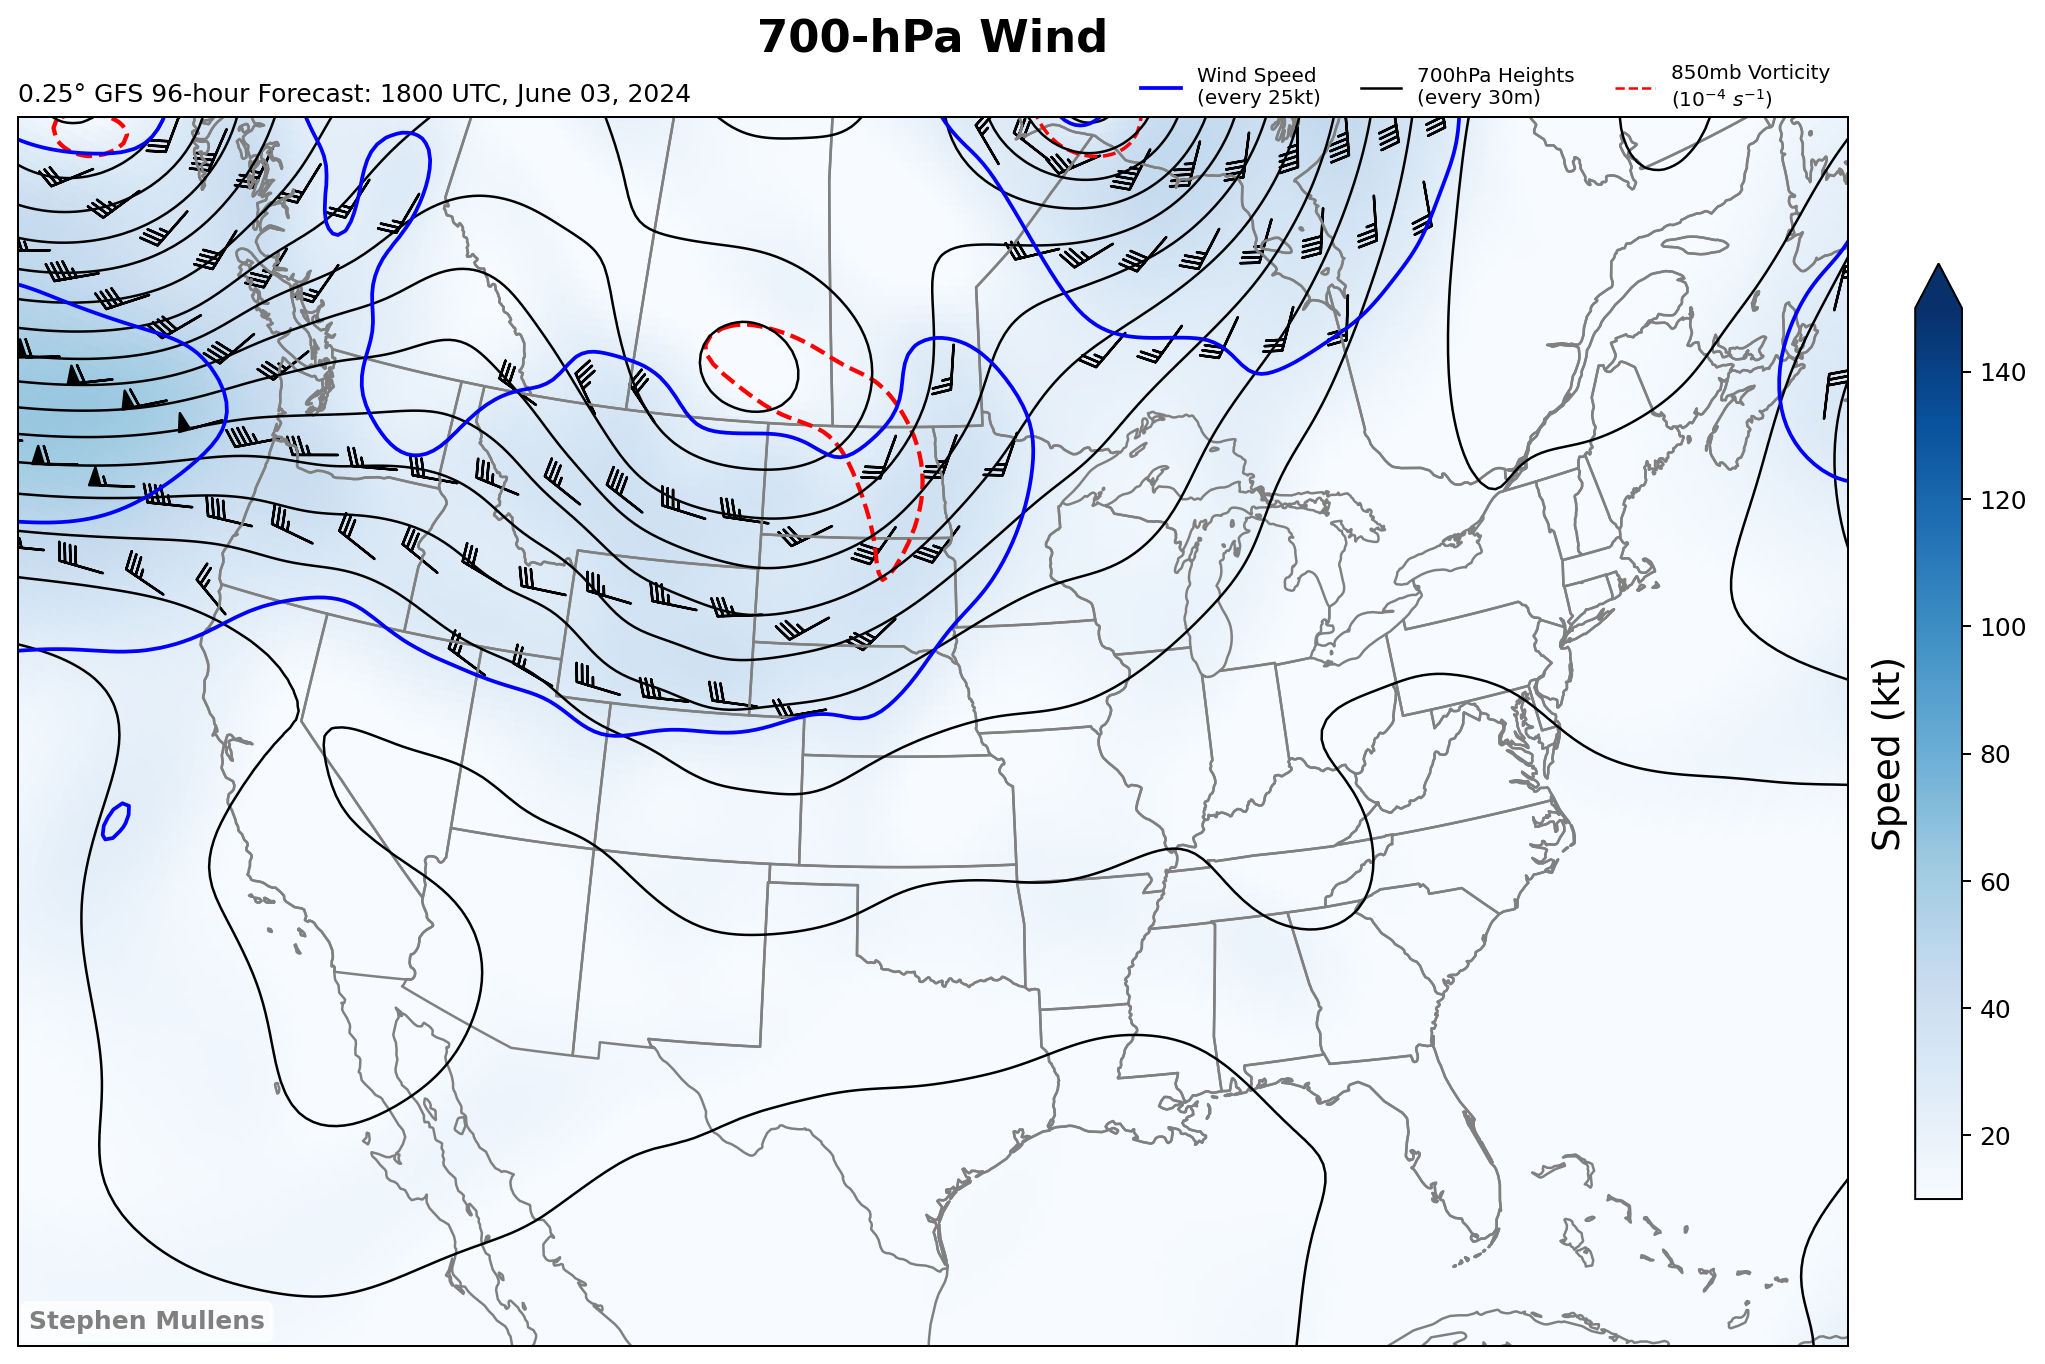 700-hPa Wind
0.25° GFS 96-hour Forecast: 1800 UTC, June 03, 2024
Wind Speed
(every 25kt)
700hPa Heights
(every 30m)
850mb Vorticity
(10⁻⁴ s⁻¹)
140
120
100
80
60
40
20
Speed (kt)
Stephen Mullens